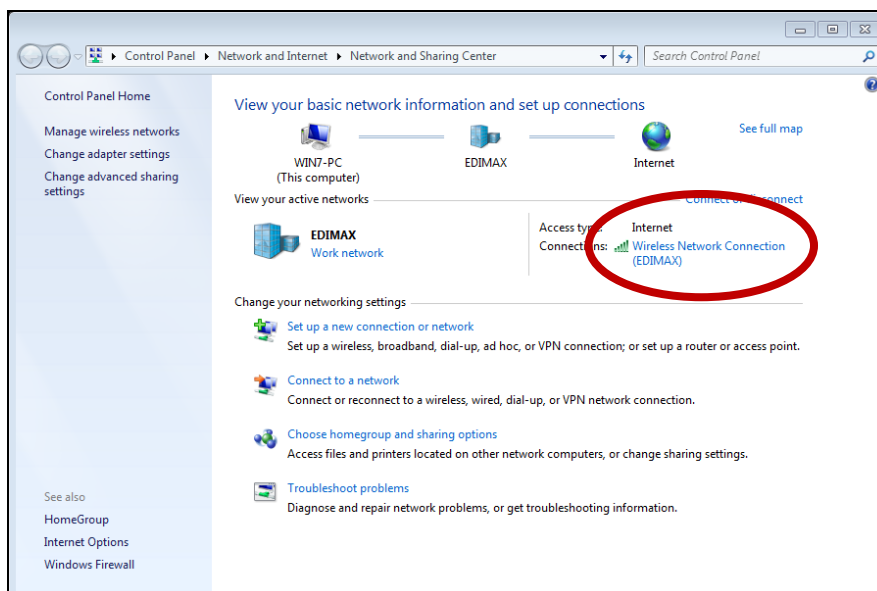 Control Panel ▸ Network and Internet ▸ Network and Sharing Center
Search Control Panel
Control Panel Home
Manage wireless networks
Change adapter settings
Change advanced sharing
settings
See also
HomeGroup
Internet Options
Windows Firewall
View your basic network information and set up connections
See full map
WIN7-PC
(This computer)
EDIMAX
Internet
View your active networks
Connect or disconnect
EDIMAX
Work network
Access type:
Internet
Connections:
Wireless Network Connection
(EDIMAX)
Change your networking settings
Set up a new connection or network
Set up a wireless, broadband, dial-up, ad hoc, or VPN connection; or set up a router or access point.
Connect to a network
Connect or reconnect to a wireless, wired, dial-up, or VPN network connection.
Choose homegroup and sharing options
Access files and printers located on other network computers, or change sharing settings.
Troubleshoot problems
Diagnose and repair network problems, or get troubleshooting information.